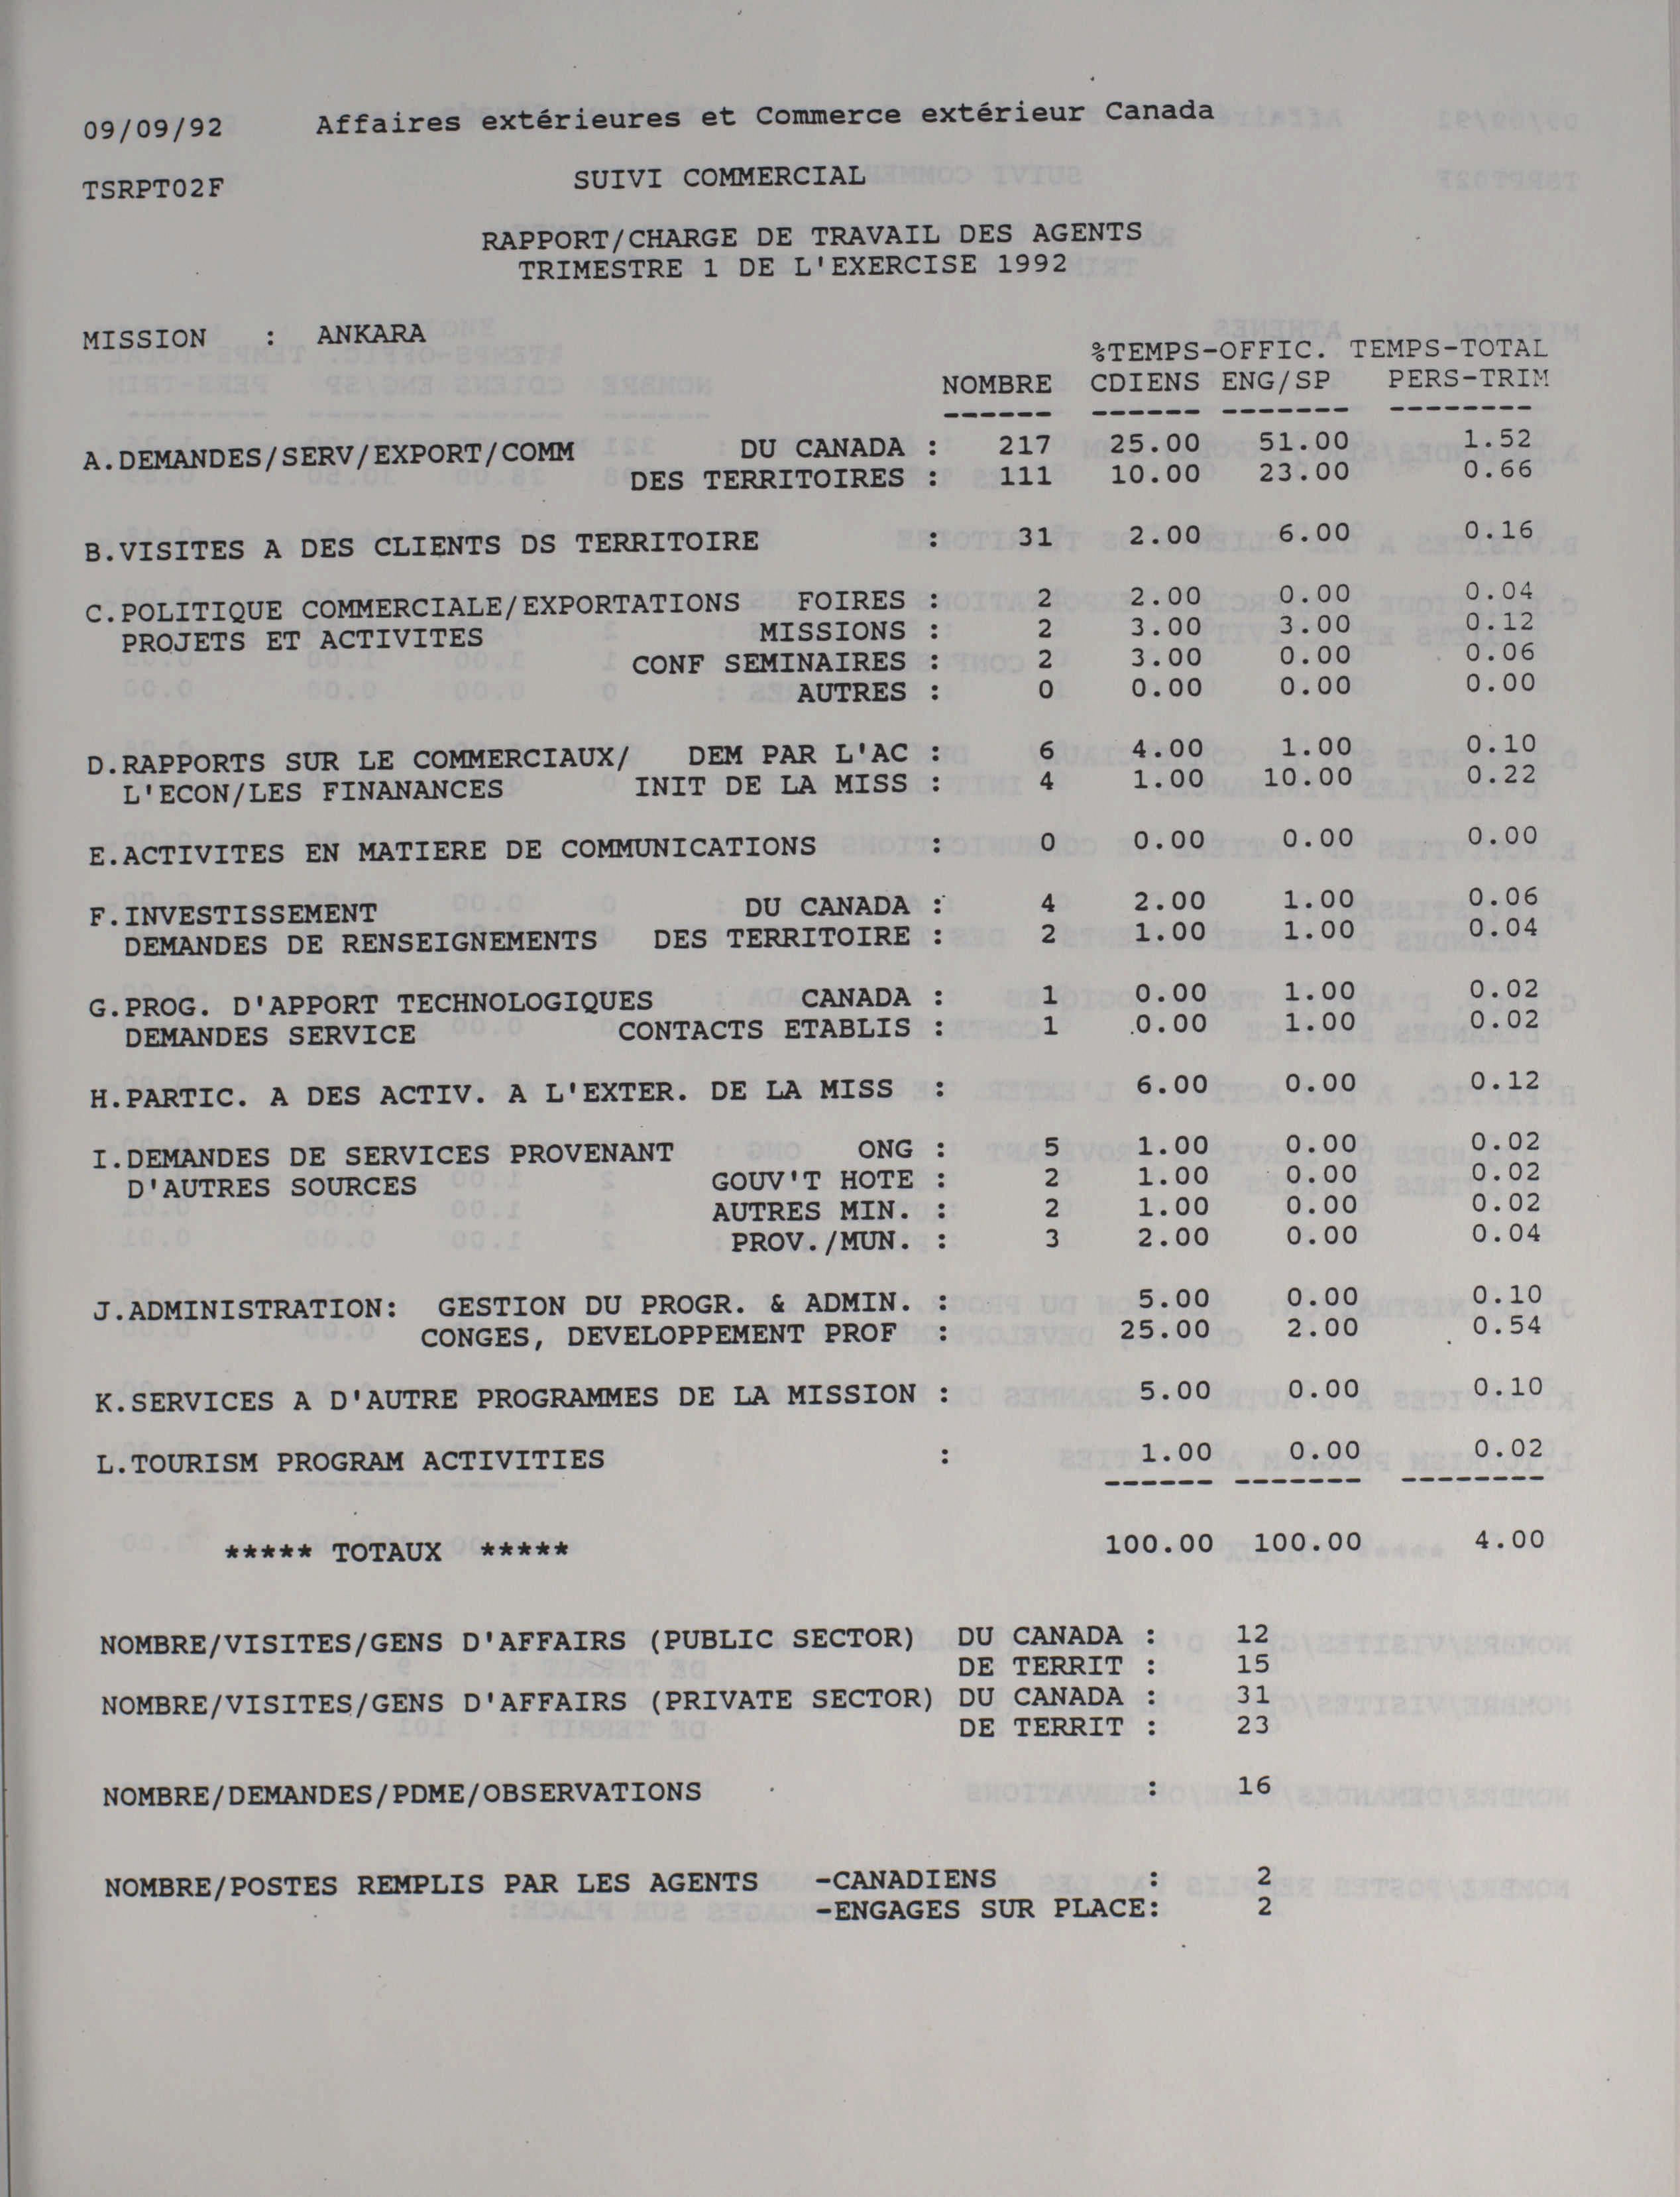 09/09/92 Affaires extérieures et Commerce extérieur Canada
TSRPT02F SUIVI COMMERCIAL
RAPPORT/CHARGE DE TRAVAIL DES AGENTS
TRIMESTRE 1 DE L'EXERCISE 1992
MISSION : ANKARA
%TEMPS-OFFIC. TEMPS-TOTAL
NOMBRE CDIENS ENG/SP PERS-TRIM
------ ------ ------- --------
A.DEMANDES/SERV/EXPORT/COMM DU CANADA : 217 25.00 51.00 1.52
DES TERRITOIRES : 111 10.00 23.00 0.66
B.VISITES A DES CLIENTS DS TERRITOIRE : 31 2.00 6.00 0.16
C.POLITIQUE COMMERCIALE/EXPORTATIONS FOIRES : 2 2.00 0.00 0.04
PROJETS ET ACTIVITES MISSIONS : 2 3.00 3.00 0.12
CONF SEMINAIRES : 2 3.00 0.00 0.06
AUTRES : 0 0.00 0.00 0.00
D.RAPPORTS SUR LE COMMERCIAUX/ DEM PAR L'AC : 6 4.00 1.00 0.10
L'ECON/LES FINANANCES INIT DE LA MISS : 4 1.00 10.00 0.22
E.ACTIVITES EN MATIERE DE COMMUNICATIONS : 0 0.00 0.00 0.00
F.INVESTISSEMENT DU CANADA : 4 2.00 1.00 0.06
DEMANDES DE RENSEIGNEMENTS DES TERRITOIRE : 2 1.00 1.00 0.04
G.PROG. D'APPORT TECHNOLOGIQUES CANADA : 1 0.00 1.00 0.02
DEMANDES SERVICE CONTACTS ETABLIS : 1 0.00 1.00 0.02
H.PARTIC. A DES ACTIV. A L'EXTER. DE LA MISS : 6.00 0.00 0.12
I.DEMANDES DE SERVICES PROVENANT ONG : 5 1.00 0.00 0.02
D'AUTRES SOURCES GOUV'T HOTE : 2 1.00 0.00 0.02
AUTRES MIN. : 2 1.00 0.00 0.02
PROV./MUN. : 3 2.00 0.00 0.04
J.ADMINISTRATION: GESTION DU PROGR. & ADMIN. : 5.00 0.00 0.10
CONGES, DEVELOPPEMENT PROF : 25.00 2.00 0.54
K.SERVICES A D'AUTRE PROGRAMMES DE LA MISSION : 5.00 0.00 0.10
L.TOURISM PROGRAM ACTIVITIES : 1.00 0.00 0.02
------ ------- --------
***** TOTAUX ***** 100.00 100.00 4.00
NOMBRE/VISITES/GENS D'AFFAIRS (PUBLIC SECTOR) DU CANADA : 12
DE TERRIT : 15
NOMBRE/VISITES/GENS D'AFFAIRS (PRIVATE SECTOR) DU CANADA : 31
DE TERRIT : 23
NOMBRE/DEMANDES/PDME/OBSERVATIONS : 16
NOMBRE/POSTES REMPLIS PAR LES AGENTS -CANADIENS : 2
-ENGAGES SUR PLACE: 2